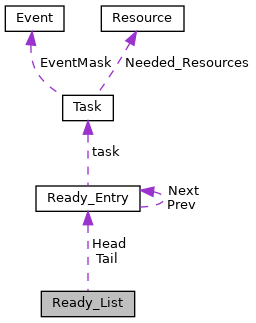 Event
Resource
EventMask
Needed_Resources
Task
task
Ready_Entry
Next
Prev
Head
Tail
Ready_List